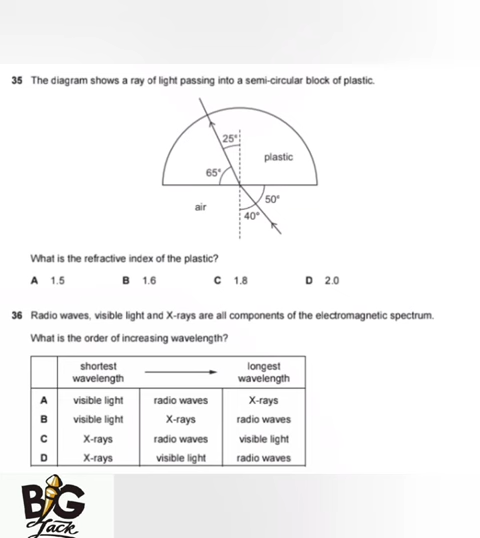 35 The diagram shows a ray of light passing into a semi-circular block of plastic.
25°
plastic
65°
50°
air
40°
What is the refractive index of the plastic?
A 1.5 B 1.6 C 1.8 D 2.0
36 Radio waves, visible light and X-rays are all components of the electromagnetic spectrum.
What is the order of increasing wavelength?
shortest wavelength longest wavelength
A visible light radio waves X-rays
B visible light X-rays radio waves
C X-rays radio waves visible light
D X-rays visible light radio waves
BIG
Jack